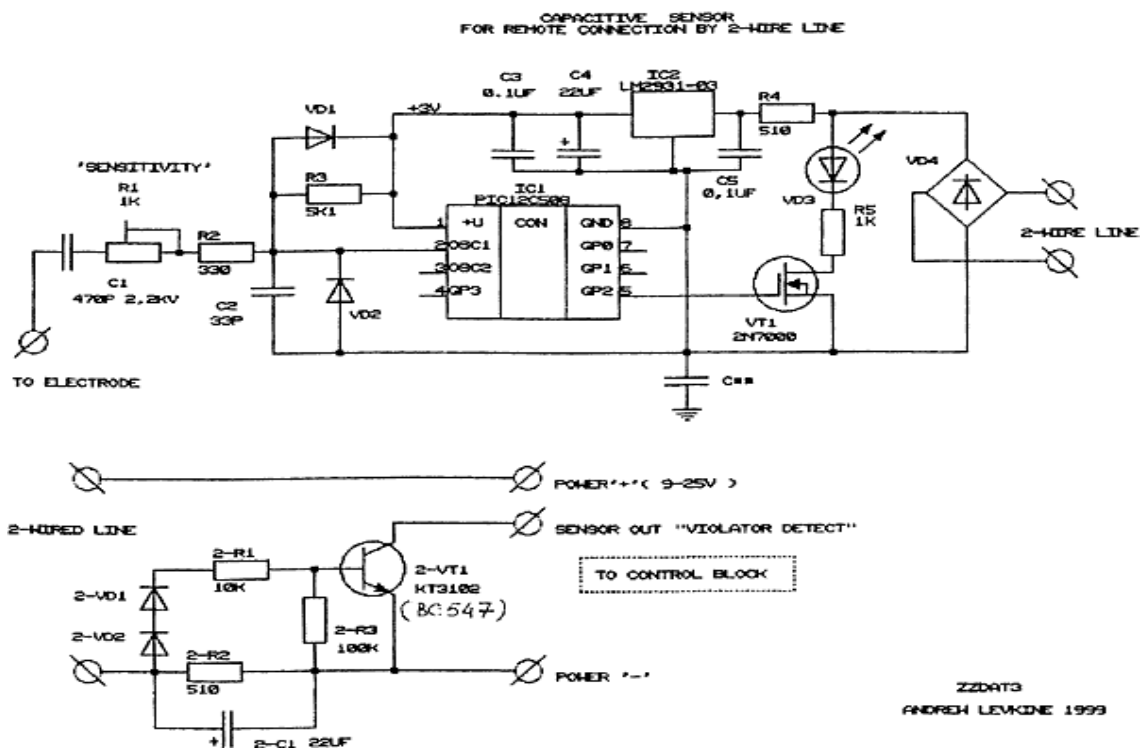 CAPACITIVE SENSOR
FOR REMOTE CONNECTION BY 2-WIRE LINE
C3
0.1UF
C4
22UF
IC2
LM2931-03
R4
510
VD1
+3V
+
'SENSITIVITY'
R1
1K
R3
5K1
C5
0,1UF
VD3
VD4
R5
1K
2-WIRE LINE
IC1
PIC12C508
1 +U CON GND 8
2 OSC1 GP0 7
3 OSC2 GP1 6
4 GP3 GP2 5
R2
330
C1
470P 2,2KV
C2
33P
VD2
VT1
2N7000
TO ELECTRODE
C**
POWER'+'( 9-25V )
2-WIRED LINE
SENSOR OUT "VIOLATOR DETECT"
2-R1
10K
2-VT1
KT3102
(BC547)
TO CONTROL BLOCK
2-VD1
2-VD2
2-R3
100K
2-R2
510
POWER '-'
+
2-C1 22UF
ZZDAT3
ANDREW LEVKINE 1999